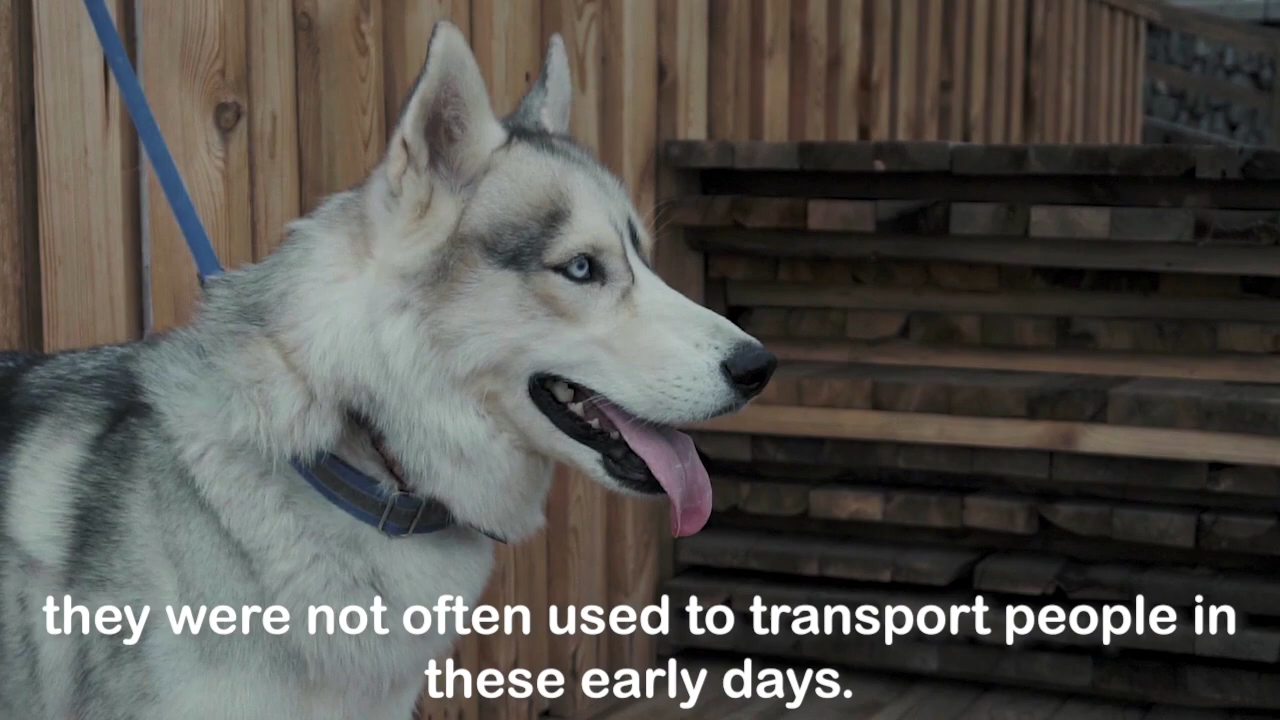 they were not often used to transport people in
these early days.